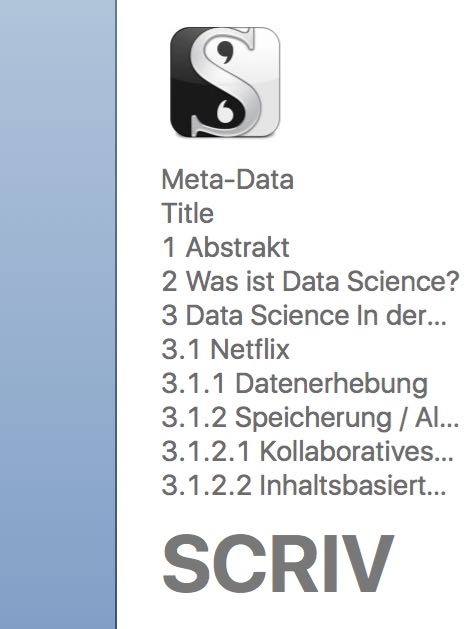 Meta-Data
Title
1 Abstrakt
2 Was ist Data Science?
3 Data Science In der...
3.1 Netflix
3.1.1 Datenerhebung
3.1.2 Speicherung / Al...
3.1.2.1 Kollaboratives...
3.1.2.2 Inhaltsbasiert...
SCRIV